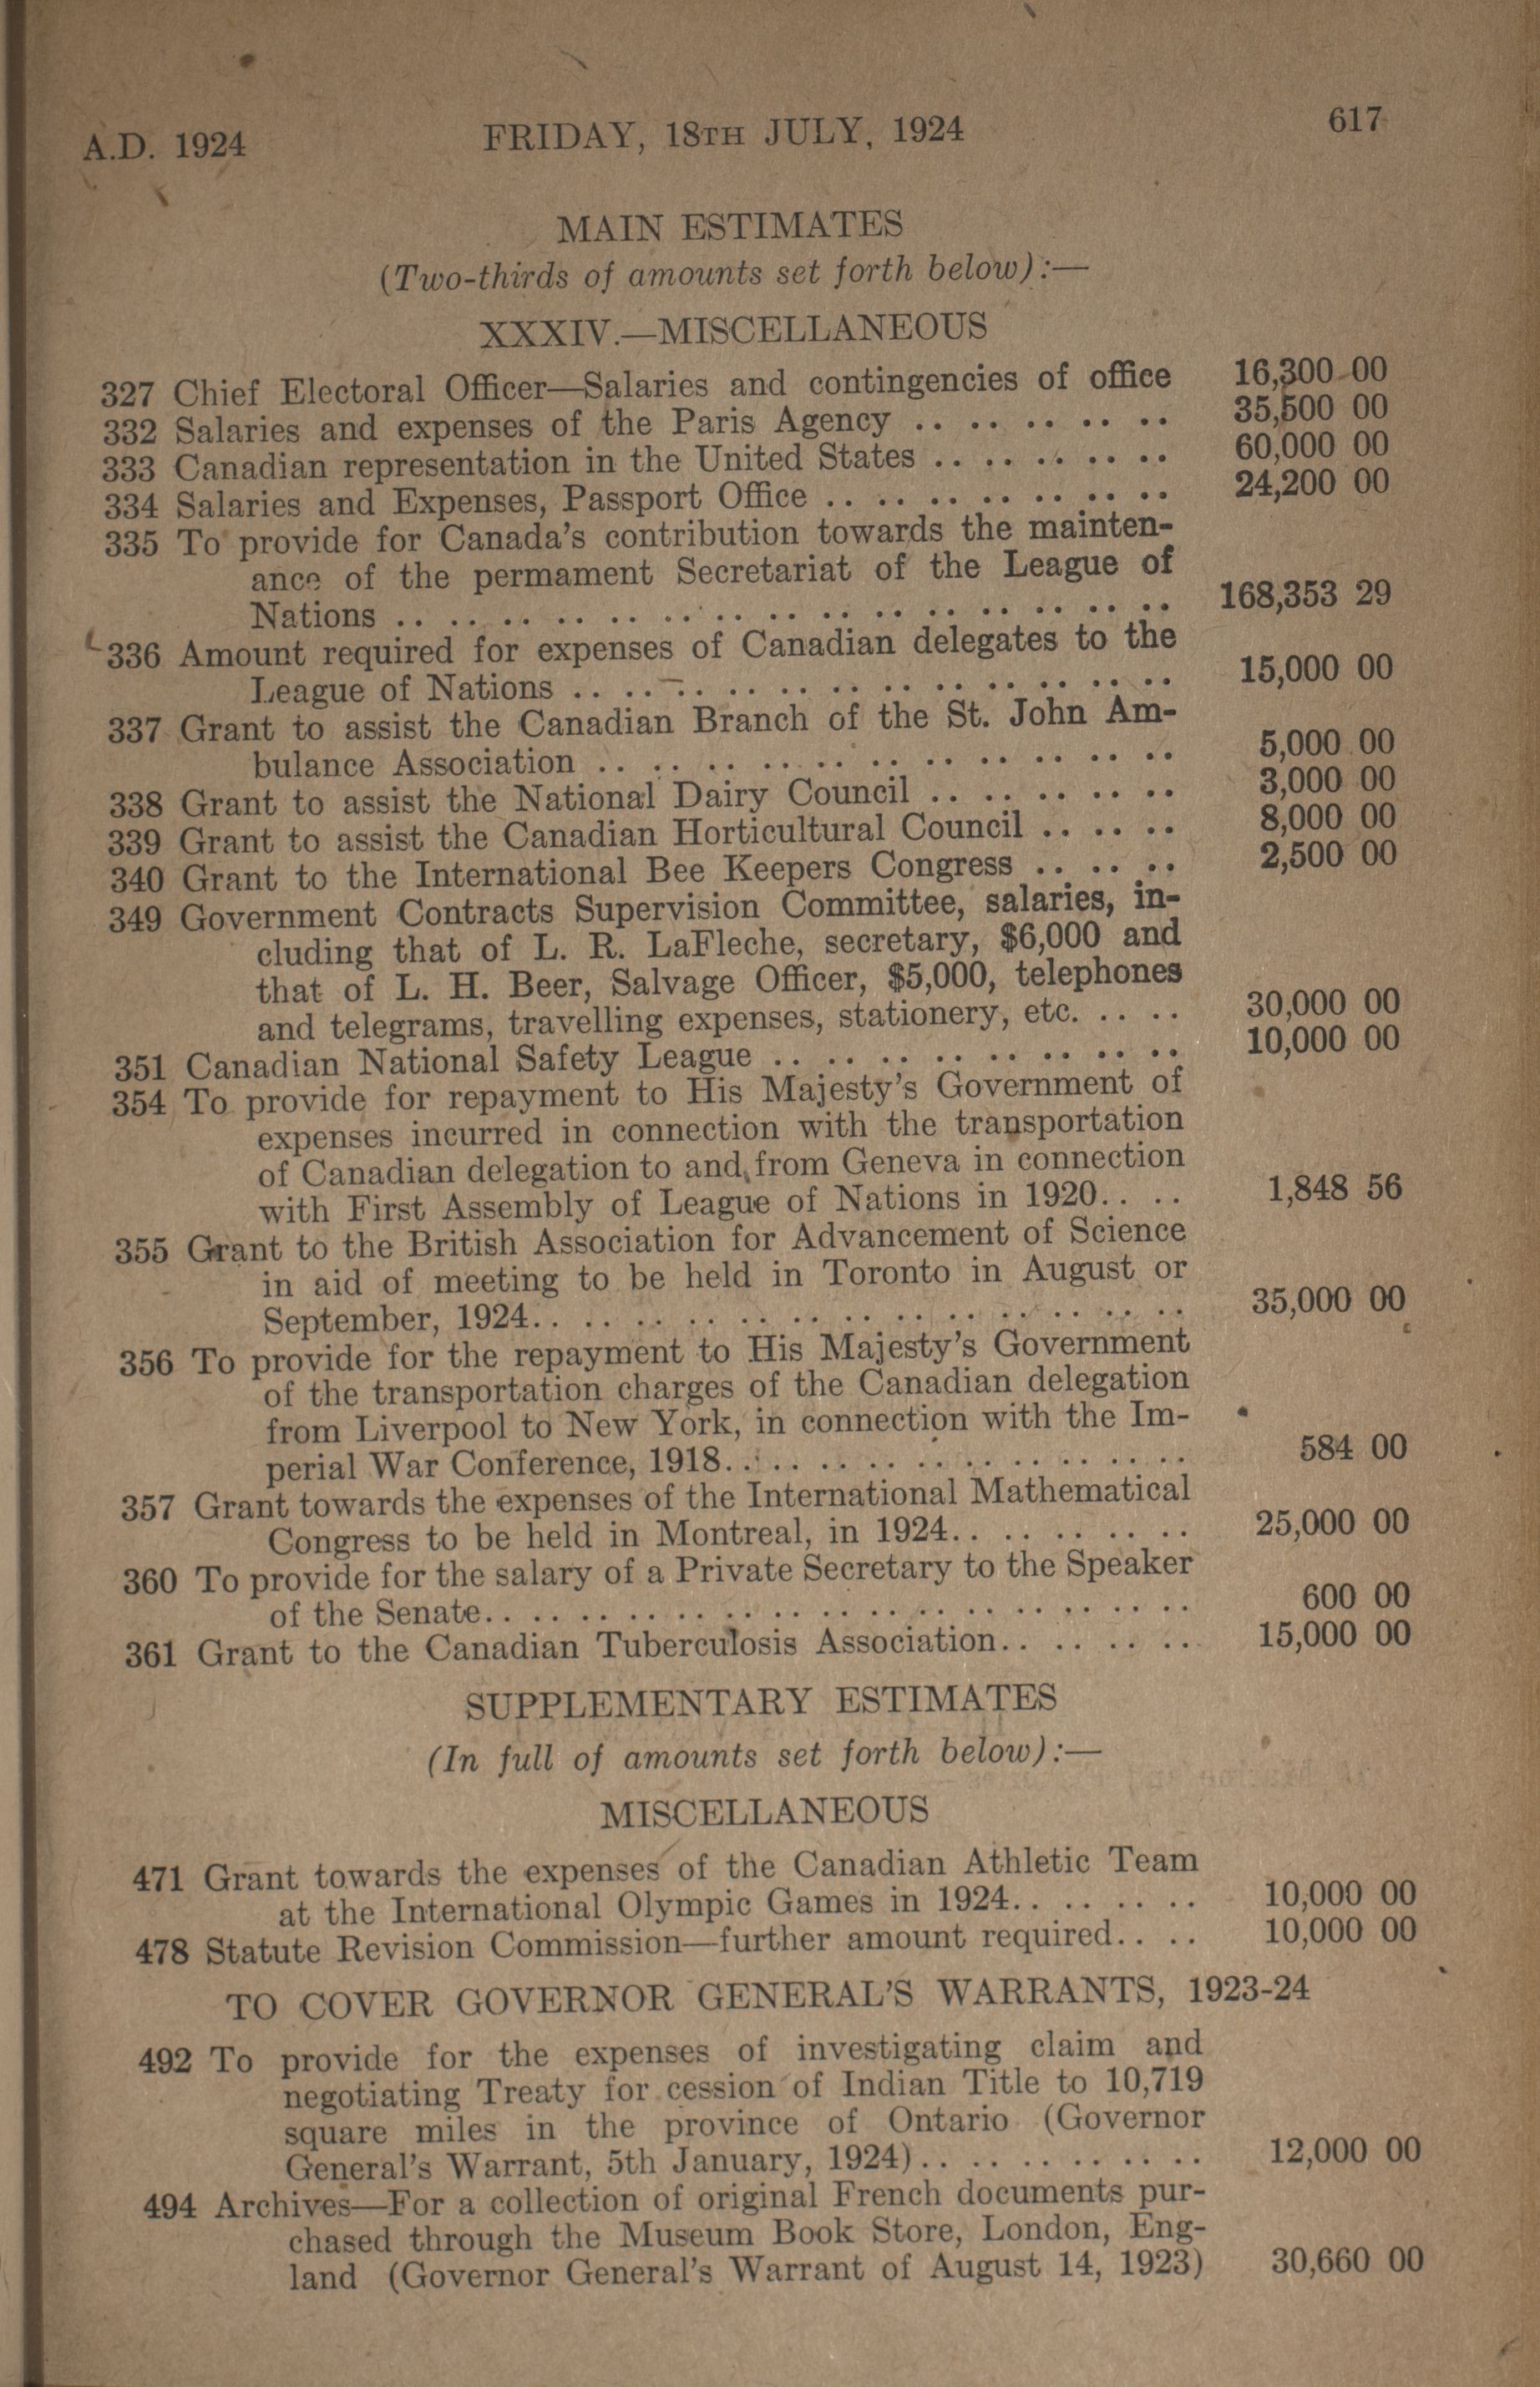 A.D. 1924 FRIDAY, 18TH JULY, 1924 617
MAIN ESTIMATES
(Two-thirds of amounts set forth below):—
XXXIV.—MISCELLANEOUS
327 Chief Electoral Officer—Salaries and contingencies of office 16,300 00
332 Salaries and expenses of the Paris Agency .. .. .. .. .. 35,500 00
333 Canadian representation in the United States .. .. .. .. .. 60,000 00
334 Salaries and Expenses, Passport Office .. .. .. .. .. .. .. 24,200 00
335 To provide for Canada's contribution towards the mainten-
ance of the permament Secretariat of the League of
Nations .. .. .. .. .. .. .. .. .. .. .. .. .. .. .. 168,353 29
336 Amount required for expenses of Canadian delegates to the
League of Nations .. .. .. .. .. .. .. .. .. .. .. .. 15,000 00
337 Grant to assist the Canadian Branch of the St. John Am-
bulance Association .. .. .. .. .. .. .. .. .. .. .. 5,000 00
338 Grant to assist the National Dairy Council .. .. .. .. .. 3,000 00
339 Grant to assist the Canadian Horticultural Council .. .. .. 8,000 00
340 Grant to the International Bee Keepers Congress .. .. .. 2,500 00
349 Government Contracts Supervision Committee, salaries, in-
cluding that of L. R. LaFleche, secretary, $6,000 and
that of L. H. Beer, Salvage Officer, $5,000, telephones
and telegrams, travelling expenses, stationery, etc. .. .. 30,000 00
351 Canadian National Safety League .. .. .. .. .. .. .. .. 10,000 00
354 To provide for repayment to His Majesty's Government of
expenses incurred in connection with the transportation
of Canadian delegation to and from Geneva in connection
with First Assembly of League of Nations in 1920.. .. 1,848 56
355 Grant to the British Association for Advancement of Science
in aid of meeting to be held in Toronto in August or
September, 1924.. .. .. .. .. .. .. .. .. .. .. .. .. 35,000 00
356 To provide for the repayment to His Majesty's Government
of the transportation charges of the Canadian delegation
from Liverpool to New York, in connection with the Im-
perial War Conference, 1918.. .. .. .. .. .. .. .. .. .. 584 00
357 Grant towards the expenses of the International Mathematical
Congress to be held in Montreal, in 1924.. .. .. .. .. 25,000 00
360 To provide for the salary of a Private Secretary to the Speaker
of the Senate.. .. .. .. .. .. .. .. .. .. .. .. .. .. .. 600 00
361 Grant to the Canadian Tuberculosis Association.. .. .. .. 15,000 00
SUPPLEMENTARY ESTIMATES
(In full of amounts set forth below):—
MISCELLANEOUS
471 Grant towards the expenses of the Canadian Athletic Team
at the International Olympic Games in 1924.. .. .. .. 10,000 00
478 Statute Revision Commission—further amount required.. .. 10,000 00
TO COVER GOVERNOR GENERAL'S WARRANTS, 1923-24
492 To provide for the expenses of investigating claim and
negotiating Treaty for cession of Indian Title to 10,719
square miles in the province of Ontario (Governor
General's Warrant, 5th January, 1924).. .. .. .. .. .. 12,000 00
494 Archives—For a collection of original French documents pur-
chased through the Museum Book Store, London, Eng-
land (Governor General's Warrant of August 14, 1923) 30,660 00